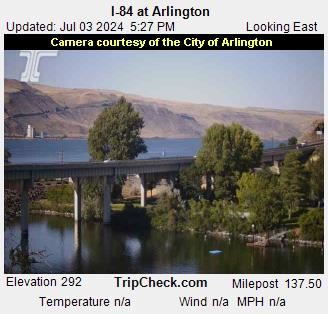 I-84 at Arlington
Updated: Jul 03 2024 5:27 PM Looking East
Camera courtesy of the City of Arlington
Elevation 292 TripCheck.com Milepost 137.50
Temperature n/a Wind n/a MPH n/a